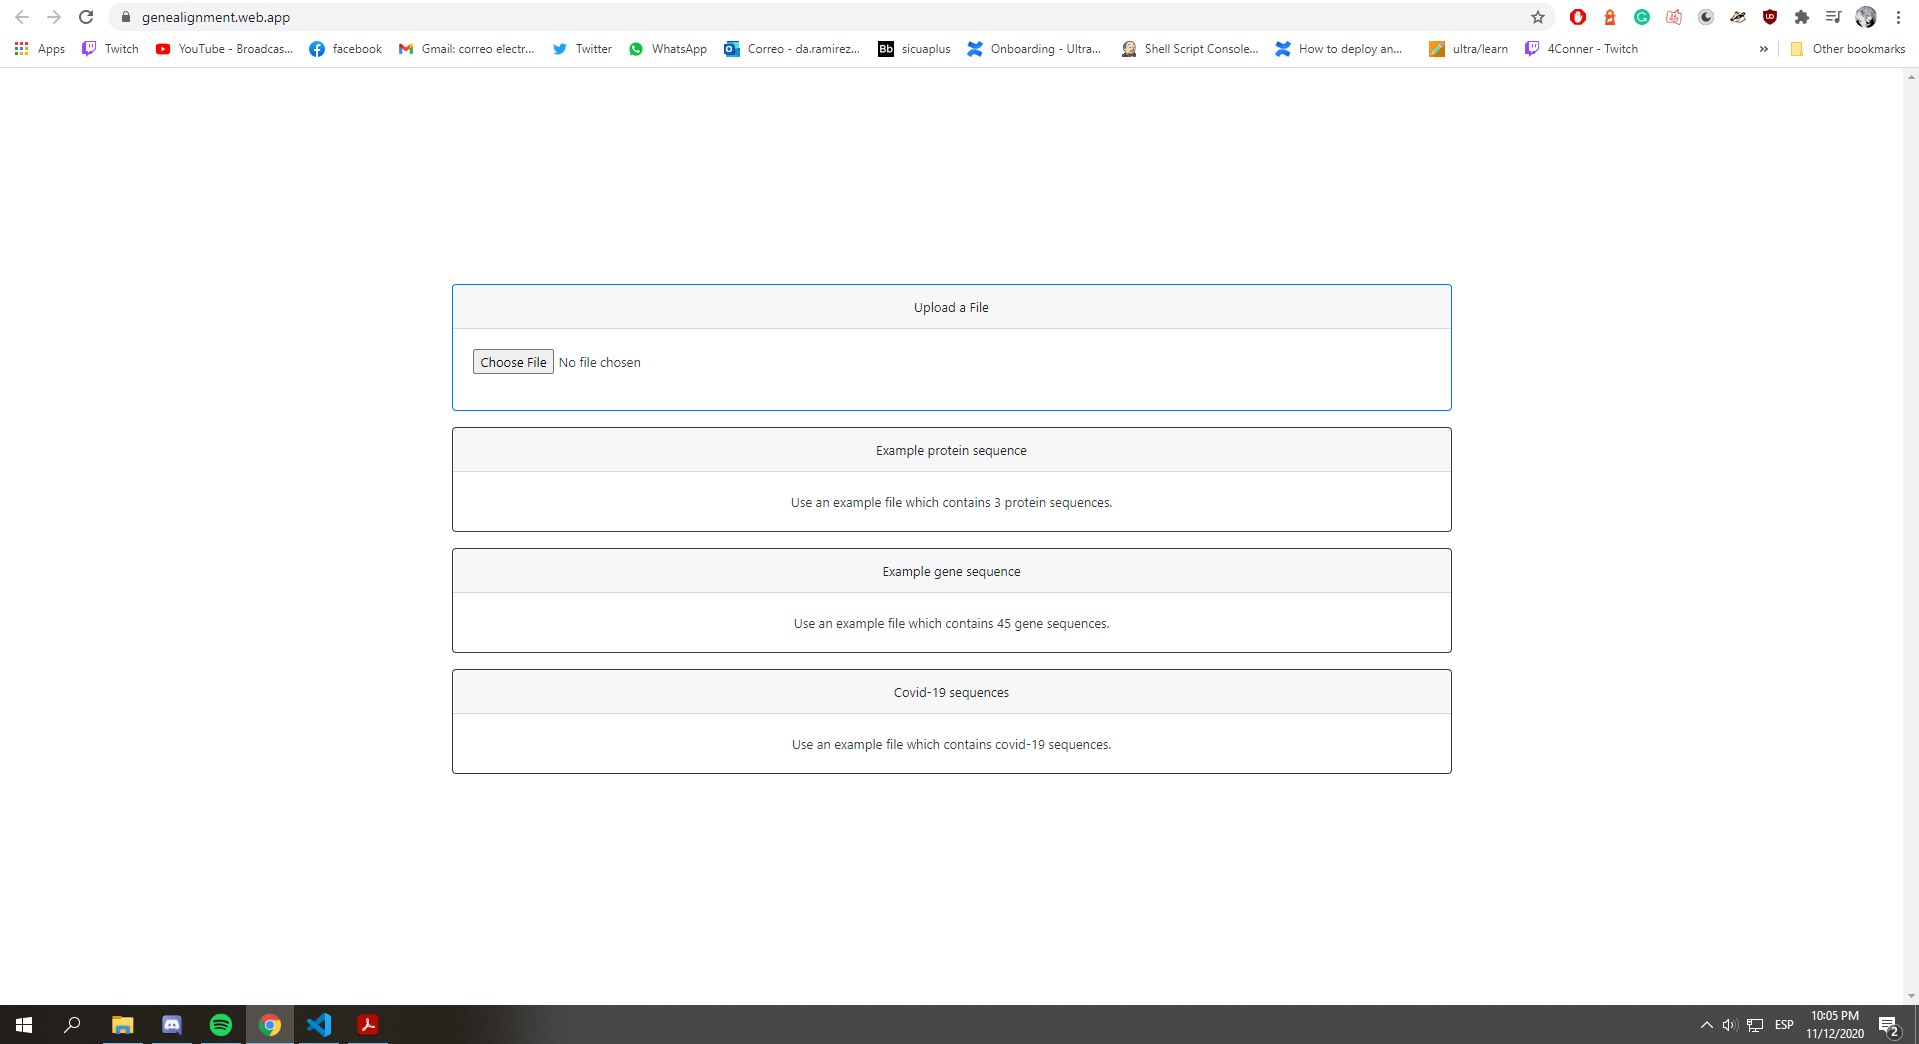 genealignment.web.app
Apps Twitch YouTube - Broadcas... facebook Gmail: correo electr... Twitter WhatsApp Correo - da.ramirez... Bb sicuaplus Onboarding - Ultra... Shell Script Console... How to deploy an... ultra/learn 4Conner - Twitch » Other bookmarks
Upload a File
Choose File No file chosen
Example protein sequence
Use an example file which contains 3 protein sequences.
Example gene sequence
Use an example file which contains 45 gene sequences.
Covid-19 sequences
Use an example file which contains covid-19 sequences.
ESP
10:05 PM
11/12/2020
2